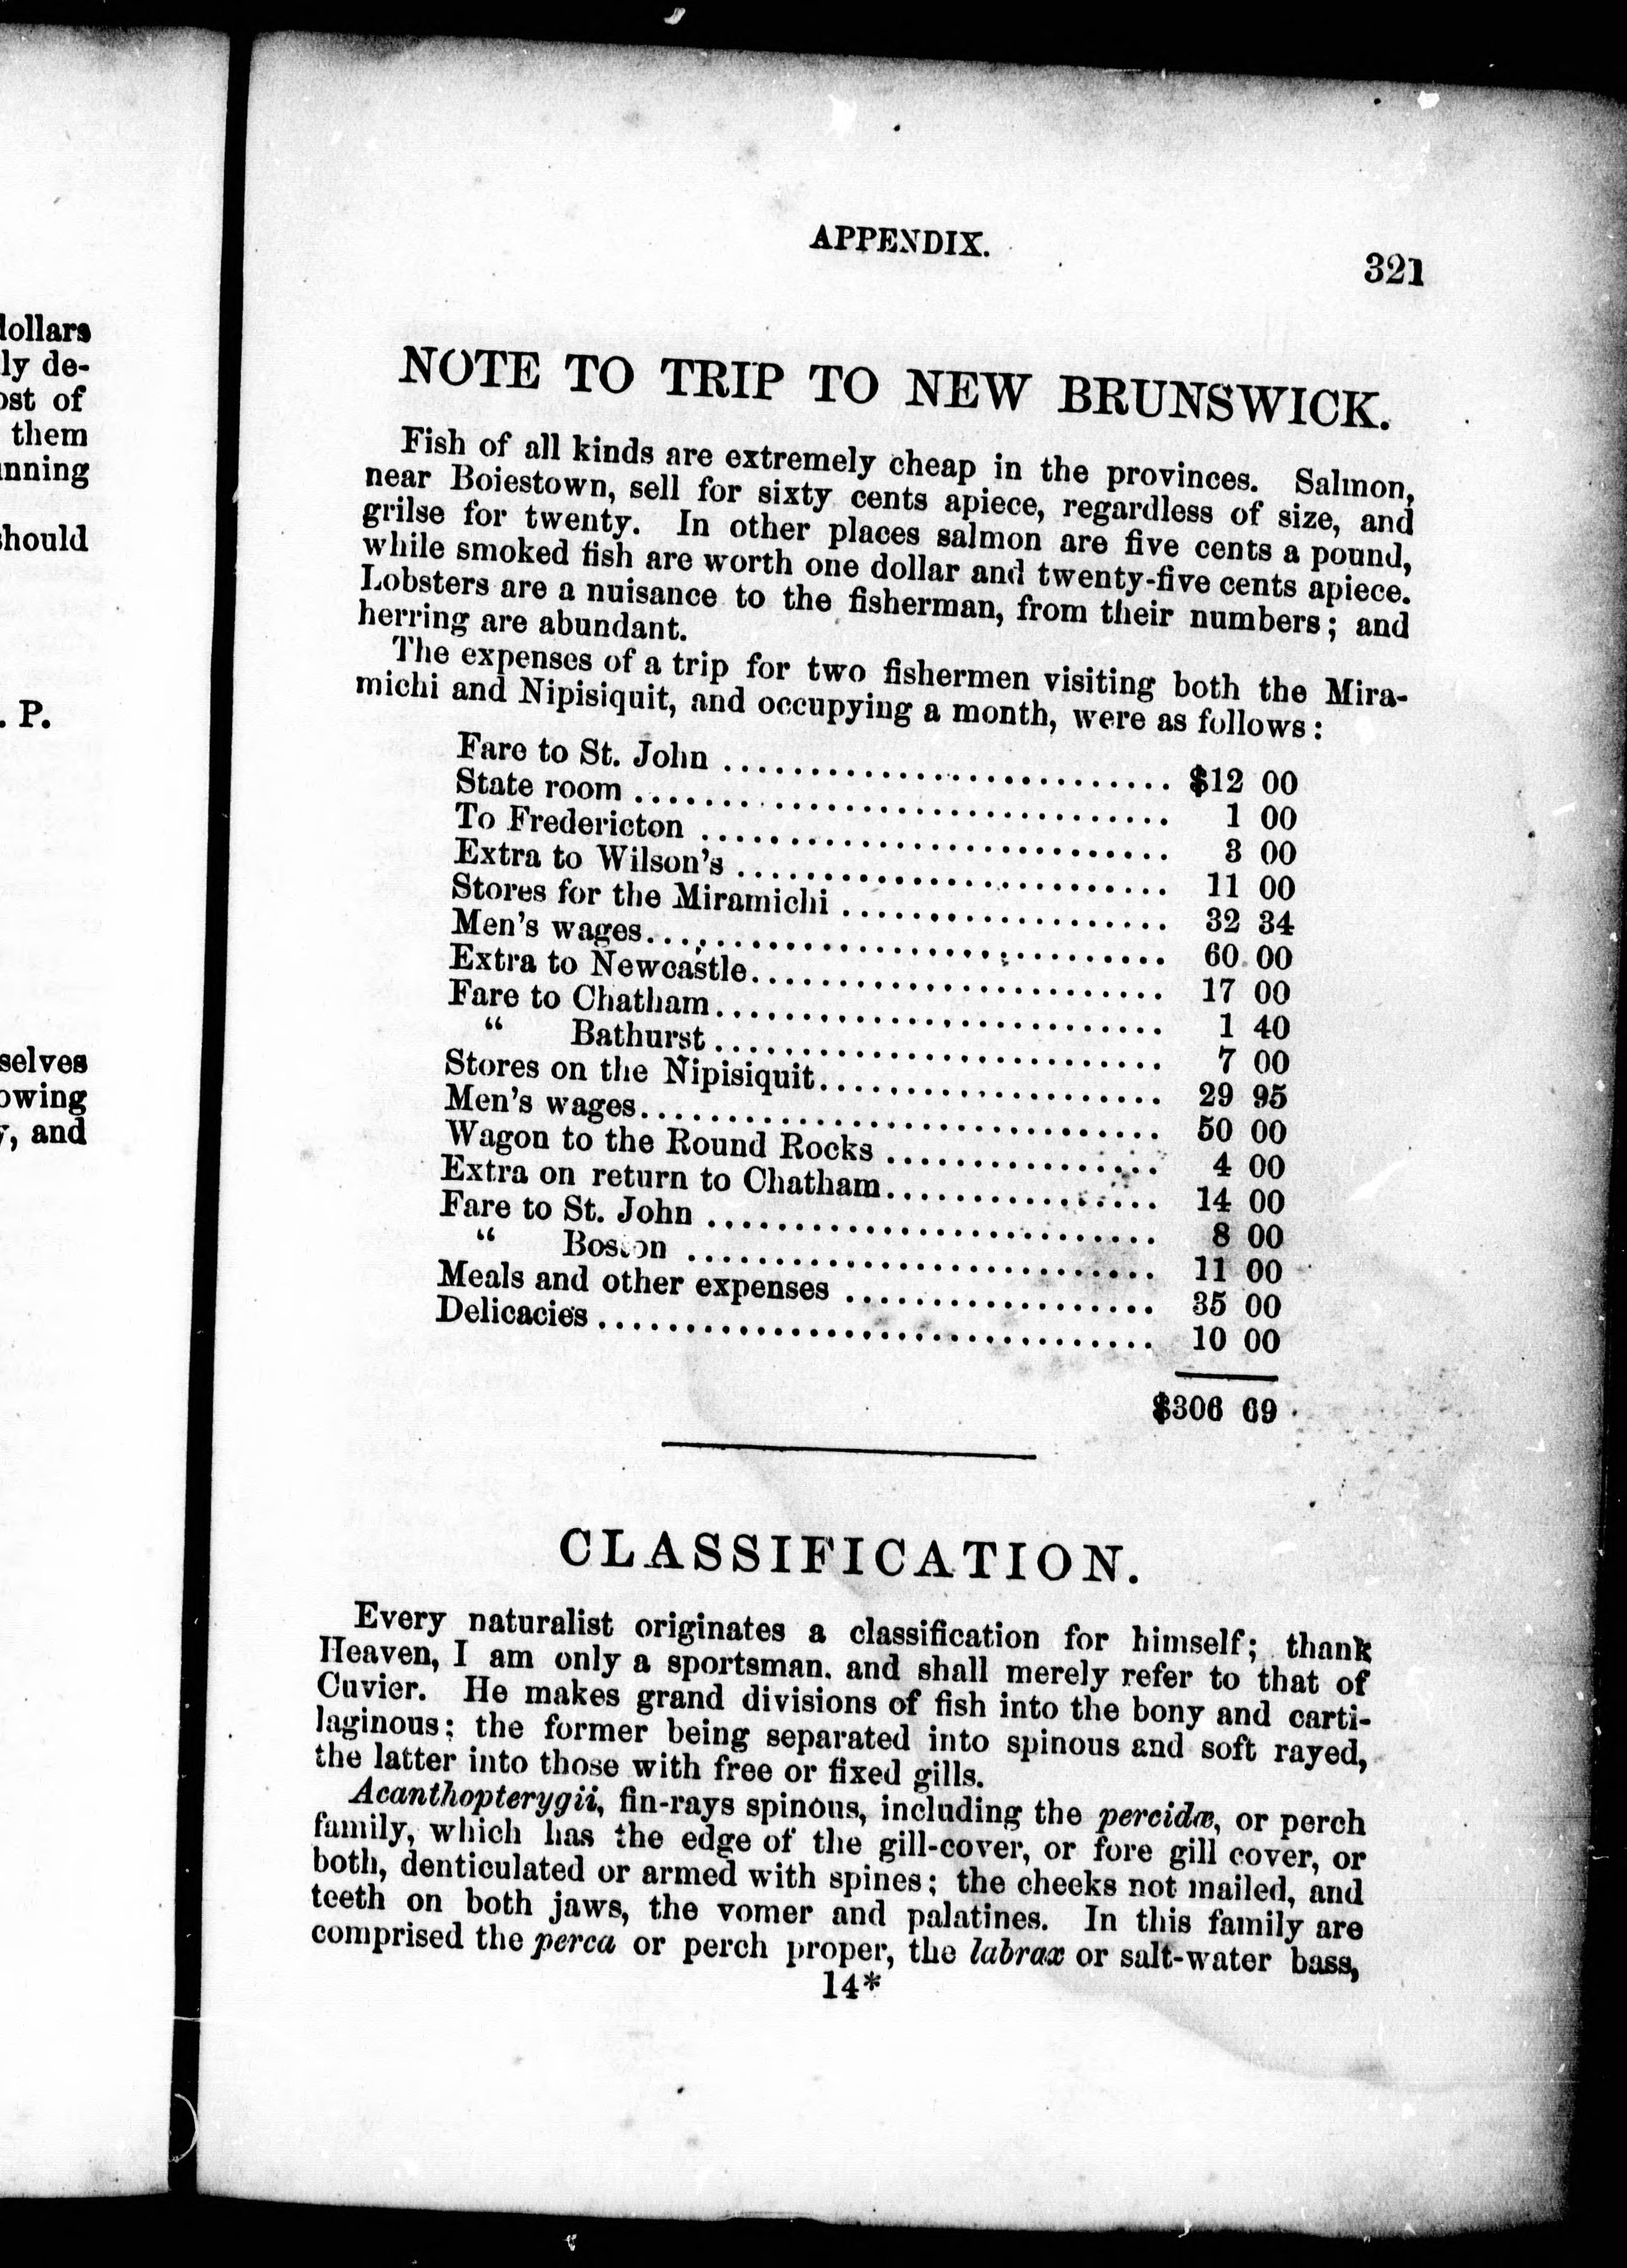 lollars
ly de-
ost of
them
nning
should
. P.
selves
owing
, and
APPENDIX.
321
NOTE TO TRIP TO NEW BRUNSWICK.
Fish of all kinds are extremely cheap in the provinces. Salmon,
near Boiestown, sell for sixty cents apiece, regardless of size, and
grilse for twenty. In other places salmon are five cents a pound,
while smoked fish are worth one dollar and twenty-five cents apiece.
Lobsters are a nuisance to the fisherman, from their numbers; and
herring are abundant.
The expenses of a trip for two fishermen visiting both the Mira-
michi and Nipisiquit, and occupying a month, were as follows:
Fare to St. John ............................ $12 00
State room ............................ 1 00
To Fredericton ............................ 3 00
Extra to Wilson's ............................ 11 00
Stores for the Miramichi ................... 32 34
Men's wages............................ 60 00
Extra to Newcastle........................ 17 00
Fare to Chatham.......................... 1 40
“ Bathurst.......................... 7 00
Stores on the Nipisiquit.................... 29 95
Men's wages.............................. 50 00
Wagon to the Round Rocks ................ 4 00
Extra on return to Chatham................ 14 00
Fare to St. John .......................... 8 00
“ Boston ........................... 11 00
Meals and other expenses .................. 35 00
Delicacies ................................ 10 00
$306 69
CLASSIFICATION.
Every naturalist originates a classification for himself; thank
Heaven, I am only a sportsman. and shall merely refer to that of
Cuvier. He makes grand divisions of fish into the bony and carti-
laginous; the former being separated into spinous and soft rayed,
the latter into those with free or fixed gills.
Acanthopterygii, fin-rays spinous, including the percidæ, or perch
family, which has the edge of the gill-cover, or fore gill cover, or
both, denticulated or armed with spines; the cheeks not mailed, and
teeth on both jaws, the vomer and palatines. In this family are
comprised the perca or perch proper, the labrax or salt-water bass,
14*